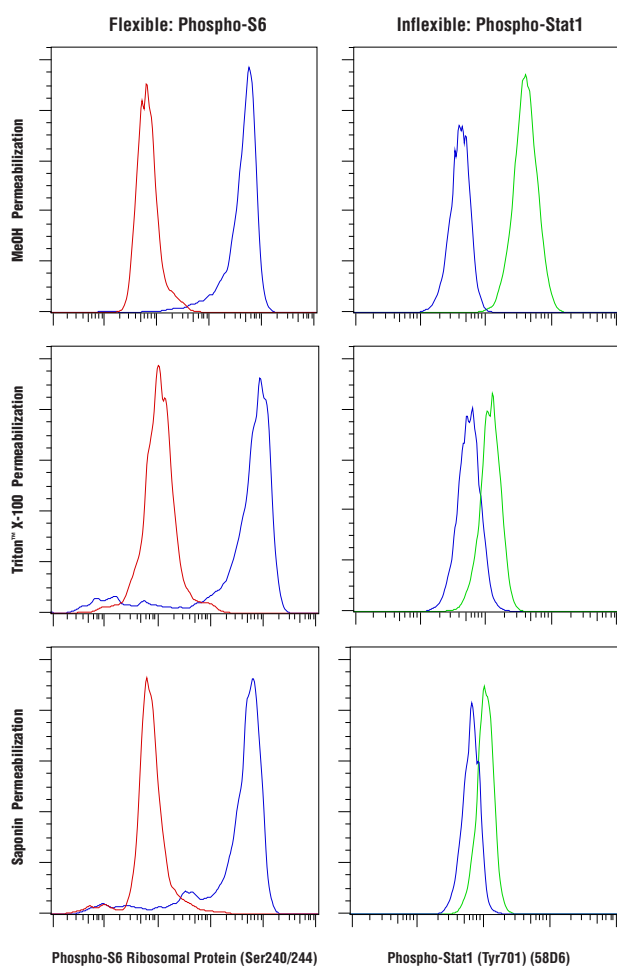 Flexible: Phospho-S6
Inflexible: Phospho-Stat1
MeOH Permeabilization
Triton™ X-100 Permeabilization
Saponin Permeabilization
Phospho-S6 Ribosomal Protein (Ser240/244)
Phospho-Stat1 (Tyr701) (58D6)